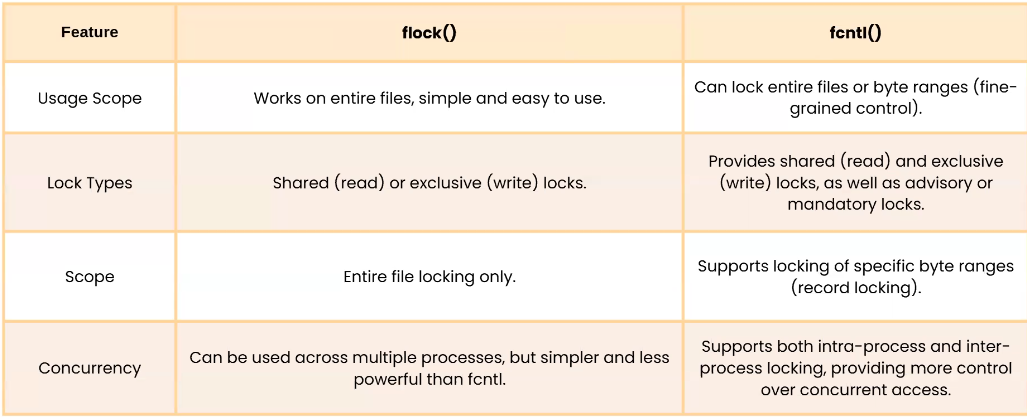 Feature
flock()
fcntl()
Usage Scope
Works on entire files, simple and easy to use.
Can lock entire files or byte ranges (fine-
grained control).
Lock Types
Shared (read) or exclusive (write) locks.
Provides shared (read) and exclusive
(write) locks, as well as advisory or
mandatory locks.
Scope
Entire file locking only.
Supports locking of specific byte ranges
(record locking).
Concurrency
Can be used across multiple processes, but simpler and less
powerful than fcntl.
Supports both intra-process and inter-
process locking, providing more control
over concurrent access.